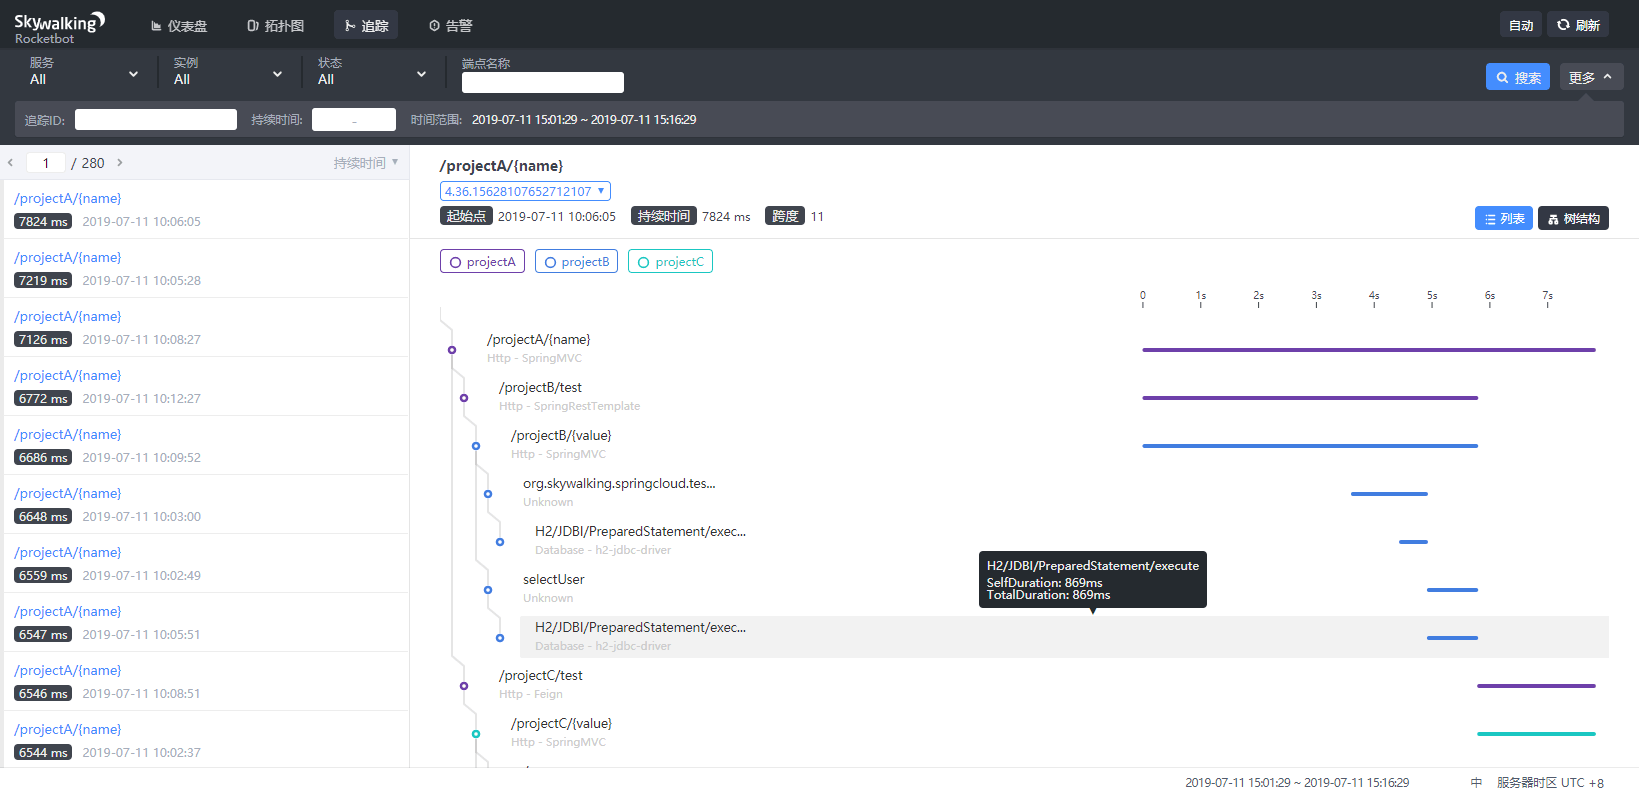 Skywalking
Rocketbot
仪表盘
拓扑图
追踪
告警
自动
刷新
服务
All
实例
All
状态
All
端点名称
搜索
更多
追踪ID:
持续时间:
-
时间范围:
2019-07-11 15:01:29 ~ 2019-07-11 15:16:29
1 / 280
持续时间
/projectA/{name}
7824 ms 2019-07-11 10:06:05
/projectA/{name}
7219 ms 2019-07-11 10:05:28
/projectA/{name}
7126 ms 2019-07-11 10:08:27
/projectA/{name}
6772 ms 2019-07-11 10:12:27
/projectA/{name}
6686 ms 2019-07-11 10:09:52
/projectA/{name}
6648 ms 2019-07-11 10:03:00
/projectA/{name}
6559 ms 2019-07-11 10:02:49
/projectA/{name}
6547 ms 2019-07-11 10:05:51
/projectA/{name}
6546 ms 2019-07-11 10:08:51
/projectA/{name}
6544 ms 2019-07-11 10:02:37
/projectA/{name}
4.36.15628107652712107
起始点 2019-07-11 10:06:05 持续时间 7824 ms 跨度 11
列表
树结构
projectA
projectB
projectC
0 1s 2s 3s 4s 5s 6s 7s
/projectA/{name}
Http - SpringMVC
/projectB/test
Http - SpringRestTemplate
/projectB/{value}
Http - SpringMVC
org.skywalking.springcloud.tes...
Unknown
H2/JDBI/PreparedStatement/exec...
Database - h2-jdbc-driver
selectUser
Unknown
H2/JDBI/PreparedStatement/execute
SelfDuration: 869ms
TotalDuration: 869ms
H2/JDBI/PreparedStatement/exec...
Database - h2-jdbc-driver
/projectC/test
Http - Feign
/projectC/{value}
Http - SpringMVC
2019-07-11 15:01:29 ~ 2019-07-11 15:16:29
中
服务器时区 UTC +8